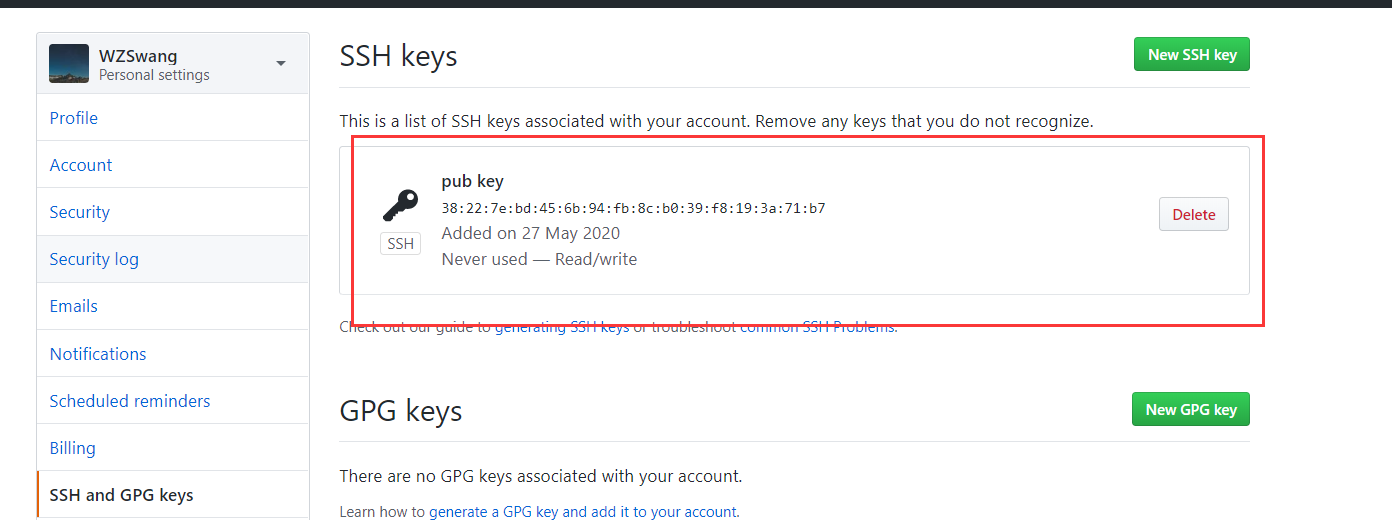 WZSwang
Personal settings
Profile
Account
Security
Security log
Emails
Notifications
Scheduled reminders
Billing
SSH and GPG keys
SSH keys
New SSH key
This is a list of SSH keys associated with your account. Remove any keys that you do not recognize.
pub key
38:22:7e:bd:45:6b:94:fb:8c:b0:39:f8:19:3a:71:b7
Added on 27 May 2020
Never used — Read/write
SSH
Delete
Check out our guide to generating SSH keys or troubleshoot common SSH Problems.
GPG keys
New GPG key
There are no GPG keys associated with your account.
Learn how to generate a GPG key and add it to your account.